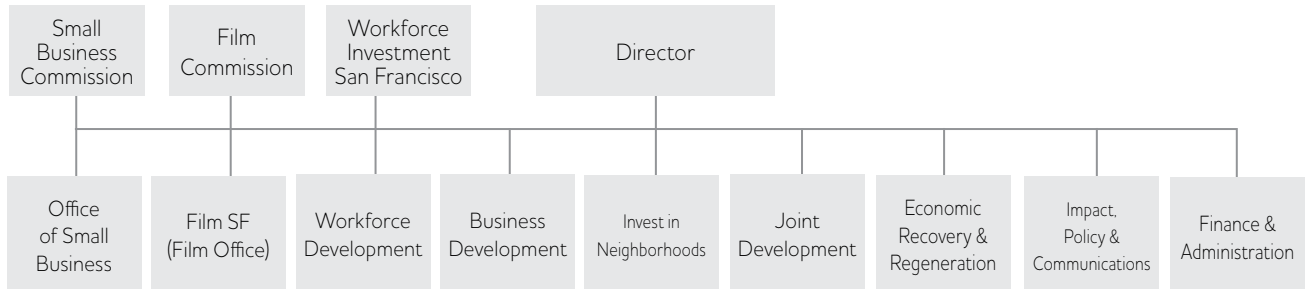 Small
Business
Commission
Film
Commission
Workforce
Investment
San Francisco
Director
Office
of Small
Business
Film SF
(Film Office)
Workforce
Development
Business
Development
Invest in
Neighborhoods
Joint
Development
Economic
Recovery &
Regeneration
Impact,
Policy &
Communications
Finance &
Administration